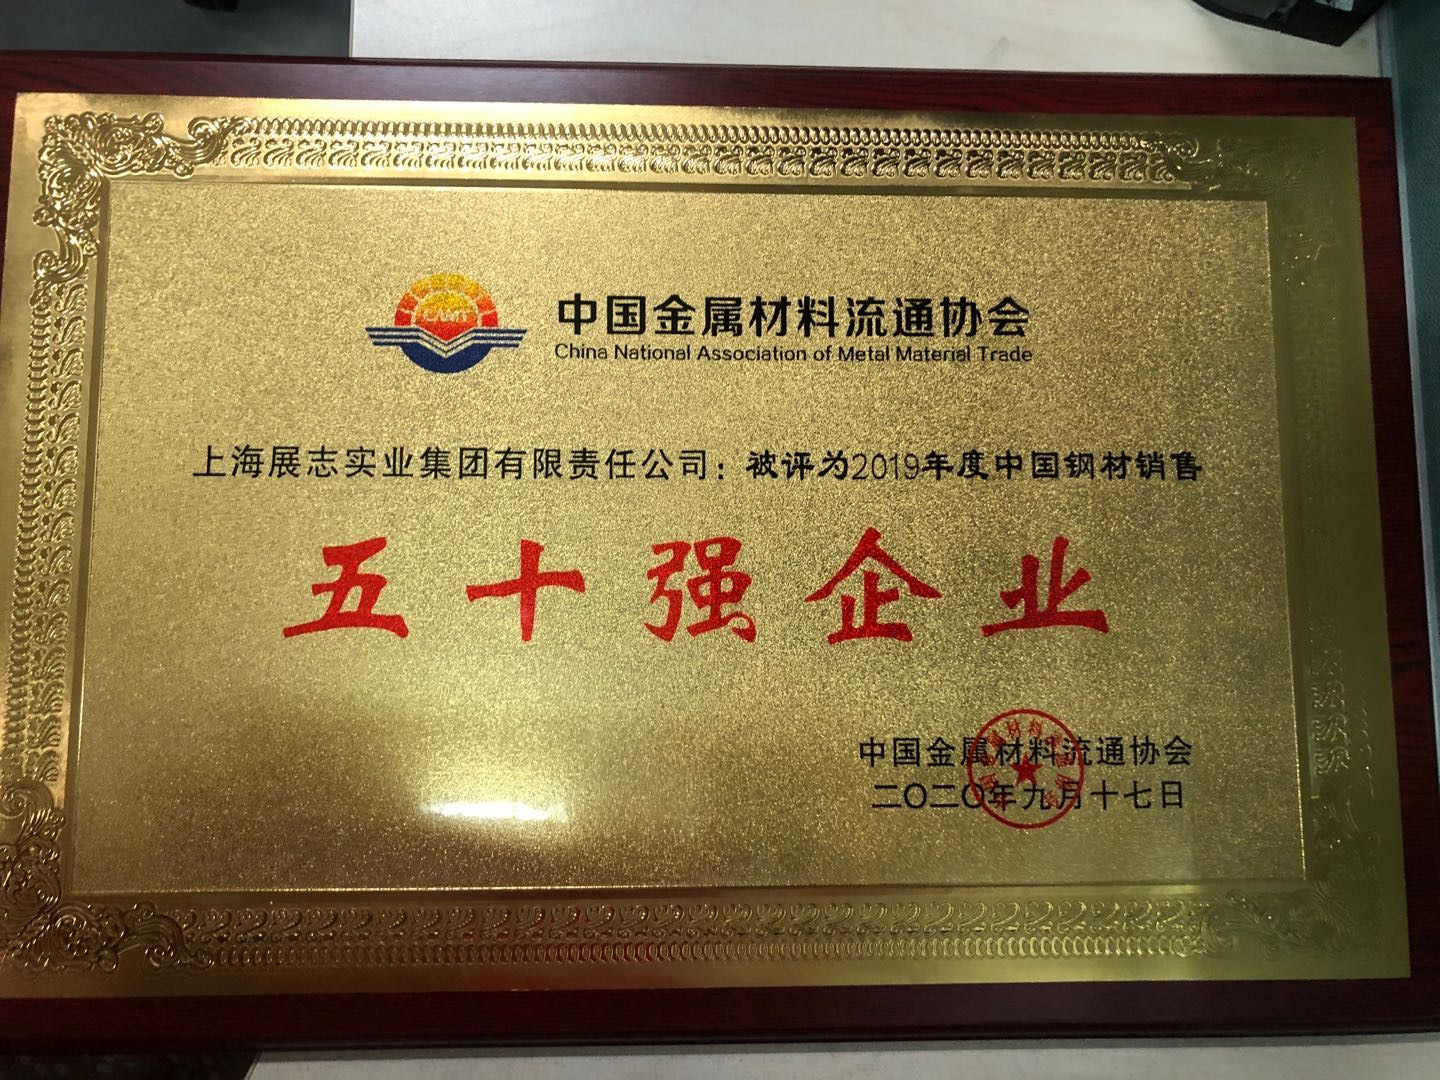 CAMT
中国金属材料流通协会
China National Association of Metal Material Trade
上海展志实业集团有限责任公司：被评为2019年度中国钢材销售
五十强企业
中国金属材料流通协会
二〇二〇年九月十七日